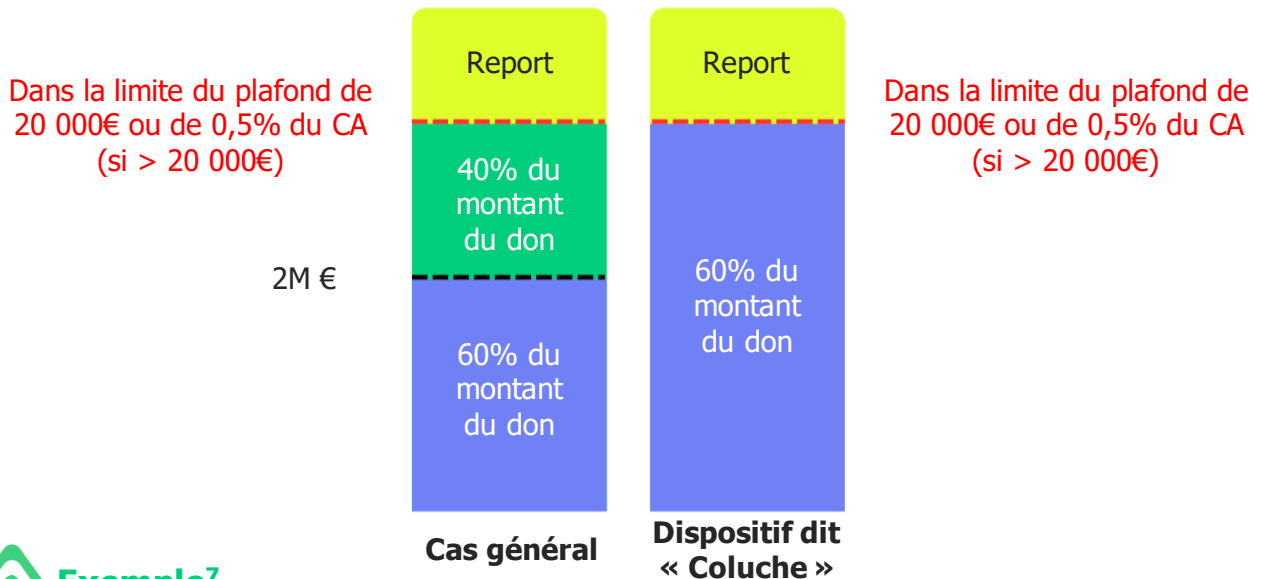 Dans la limite du plafond de
20 000€ ou de 0,5% du CA
(si > 20 000€)
2M €
Report
40% du
montant
du don
60% du
montant
du don
Cas général
Report
60% du
montant
du don
Dispositif dit
« Coluche »
Dans la limite du plafond de
20 000€ ou de 0,5% du CA
(si > 20 000€)
Exemple⁷